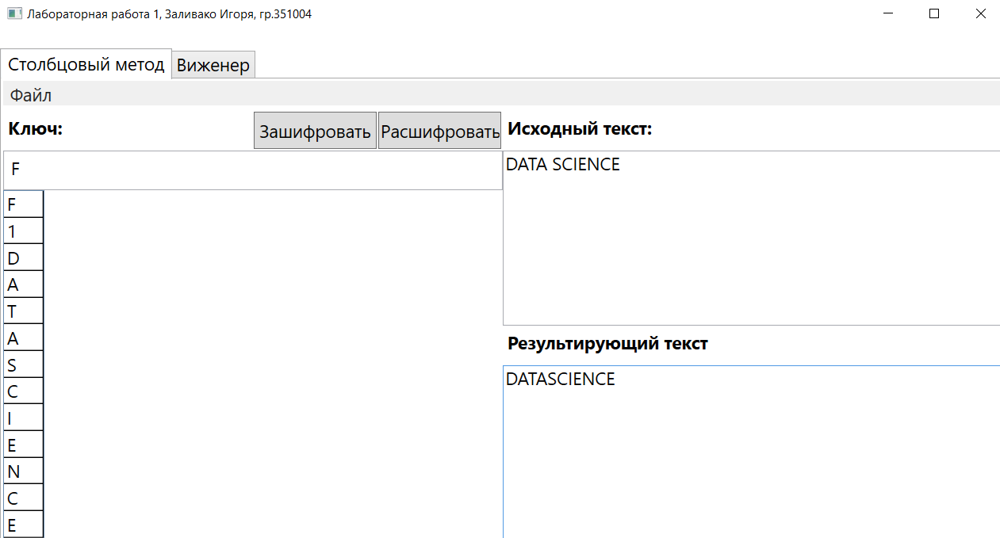 Лабораторная работа 1, Заливако Игоря, гр.351004
Столбцовый метод Виженер
Файл
Ключ: Зашифровать Расшифровать
F
F
1
D
A
T
A
S
C
I
E
N
C
E
Исходный текст:
DATA SCIENCE
Результирующий текст
DATASCIENCE